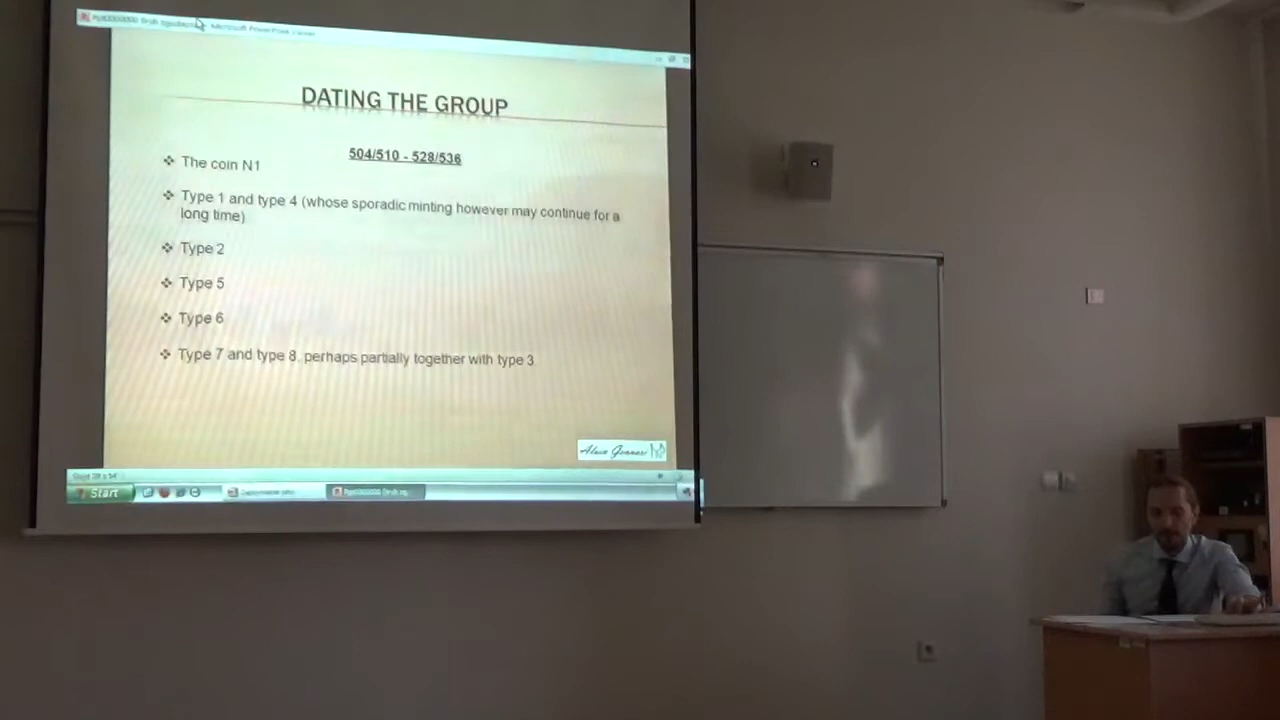 Microsoft PowerPoint
DATING THE GROUP
504/510 - 528/536
The coin N1
Type 1 and type 4 (whose sporadic minting however may continue for a
long time)
Type 2
Type 5
Type 6
Type 7 and type 8, perhaps partially together with type 3
Start